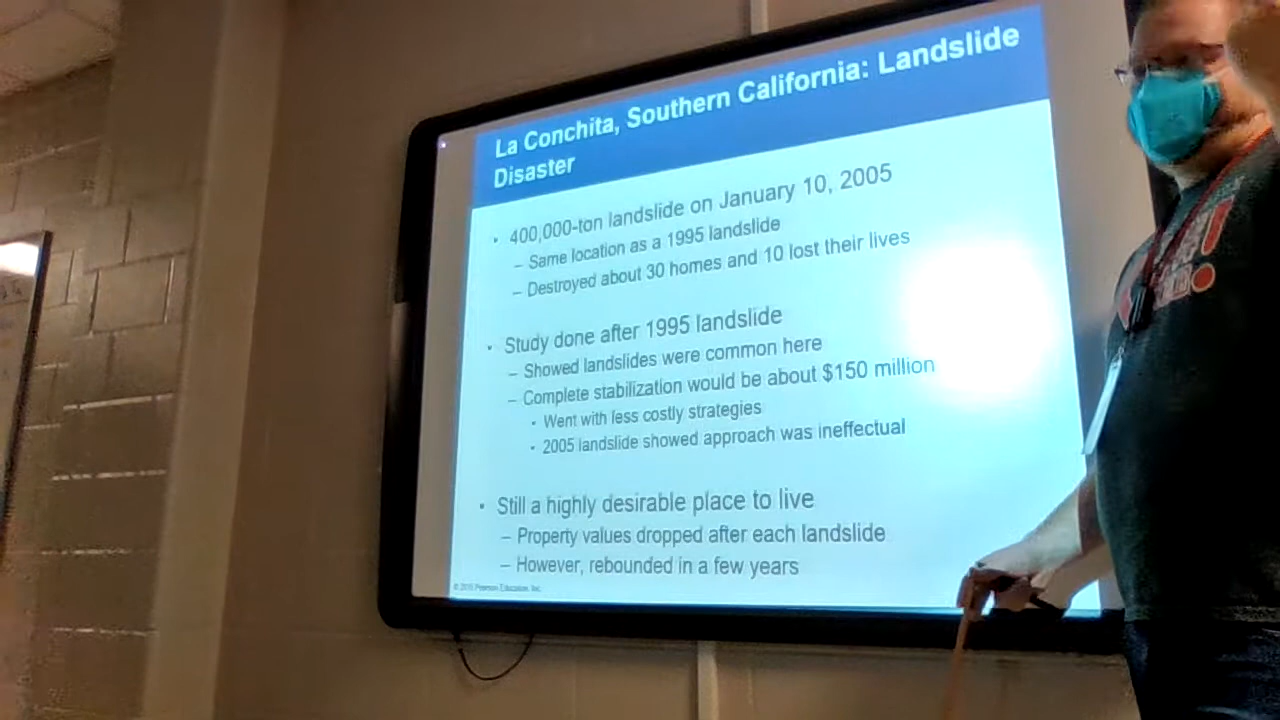 La Conchita, Southern California: Landslide
Disaster
• 400,000-ton landslide on January 10, 2005
– Same location as a 1995 landslide
– Destroyed about 30 homes and 10 lost their lives
• Study done after 1995 landslide
– Showed landslides were common here
– Complete stabilization would be about $150 million
• Went with less costly strategies
• 2005 landslide showed approach was ineffectual
• Still a highly desirable place to live
– Property values dropped after each landslide
– However, rebounded in a few years
Pearson Education, Inc.